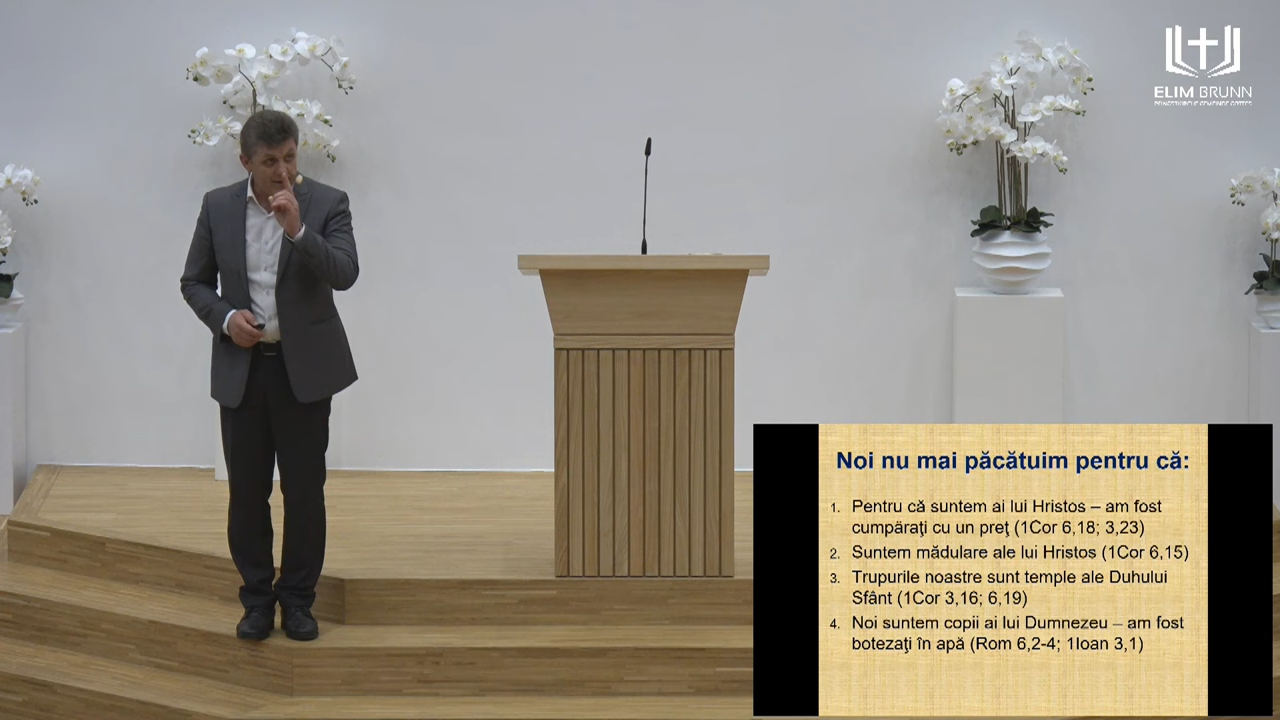 ELIM BRUNN
PFINGSTKIRCHE GEMEINDE GOTTES
Noi nu mai păcătuim pentru că:
1. Pentru că suntem ai lui Hristos – am fost
cumpăraţi cu un preţ (1Cor 6,18; 3,23)
2. Suntem mădulare ale lui Hristos (1Cor 6,15)
3. Trupurile noastre sunt temple ale Duhului
Sfânt (1Cor 3,16; 6,19)
4. Noi suntem copii ai lui Dumnezeu – am fost
botezaţi în apă (Rom 6,2-4; 1Ioan 3,1)